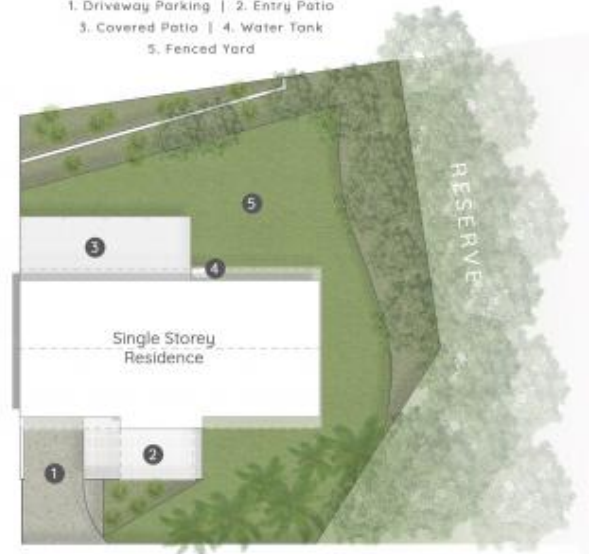 1. Driveway Parking | 2. Entry Patio
3. Covered Patio | 4. Water Tank
5. Fenced Yard
RESERVE
5
3
4
Single Storey
Residence
2
1